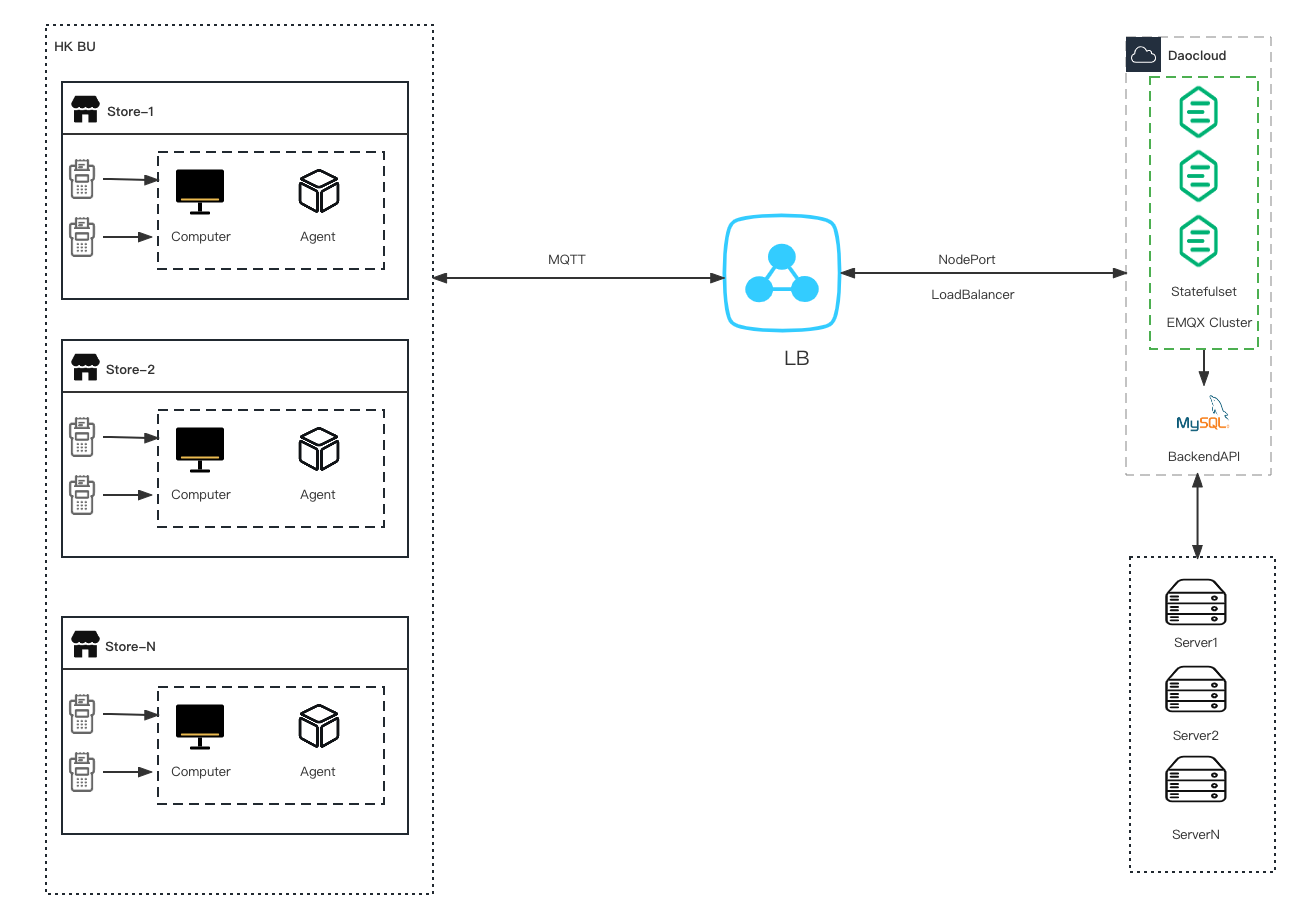 HK BU
Store-1
Computer
Agent
Store-2
Computer
Agent
Store-N
Computer
Agent
MQTT
LB
NodePort
LoadBalancer
Daocloud
Statefulset
EMQX Cluster
MySQL
BackendAPI
Server1
Server2
ServerN